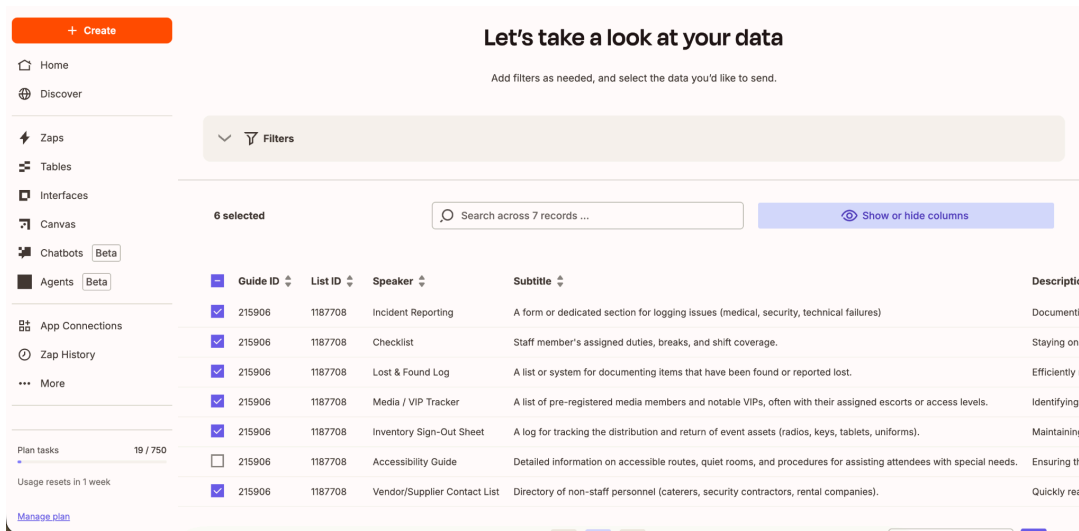 + Create
Home
Discover
Zaps
Tables
Interfaces
Canvas
Chatbots Beta
Agents Beta
App Connections
Zap History
More
Plan tasks 19 / 750
Usage resets in 1 week
Manage plan
Let's take a look at your data
Add filters as needed, and select the data you'd like to send.
Filters
6 selected
Search across 7 records ...
Show or hide columns
Guide ID List ID Speaker Subtitle
215906 1187708 Incident Reporting A form or dedicated section for logging issues (medical, security, technical failures)
215906 1187708 Checklist Staff member's assigned duties, breaks, and shift coverage. Staying on
215906 1187708 Lost & Found Log A list or system for documenting items that have been found or reported lost. Efficiently
215906 1187708 Media / VIP Tracker A list of pre-registered media members and notable VIPs, often with their assigned escorts or access levels. Identifying
215906 1187708 Inventory Sign-Out Sheet A log for tracking the distribution and return of event assets (radios, keys, tablets, uniforms).
215906 1187708 Accessibility Guide Detailed information on accessible routes, quiet rooms, and procedures for assisting attendees with special needs. Ensuring
215906 1187708 Vendor/Supplier Contact List Directory of non-staff personnel (caterers, security contractors, rental companies). Quickly